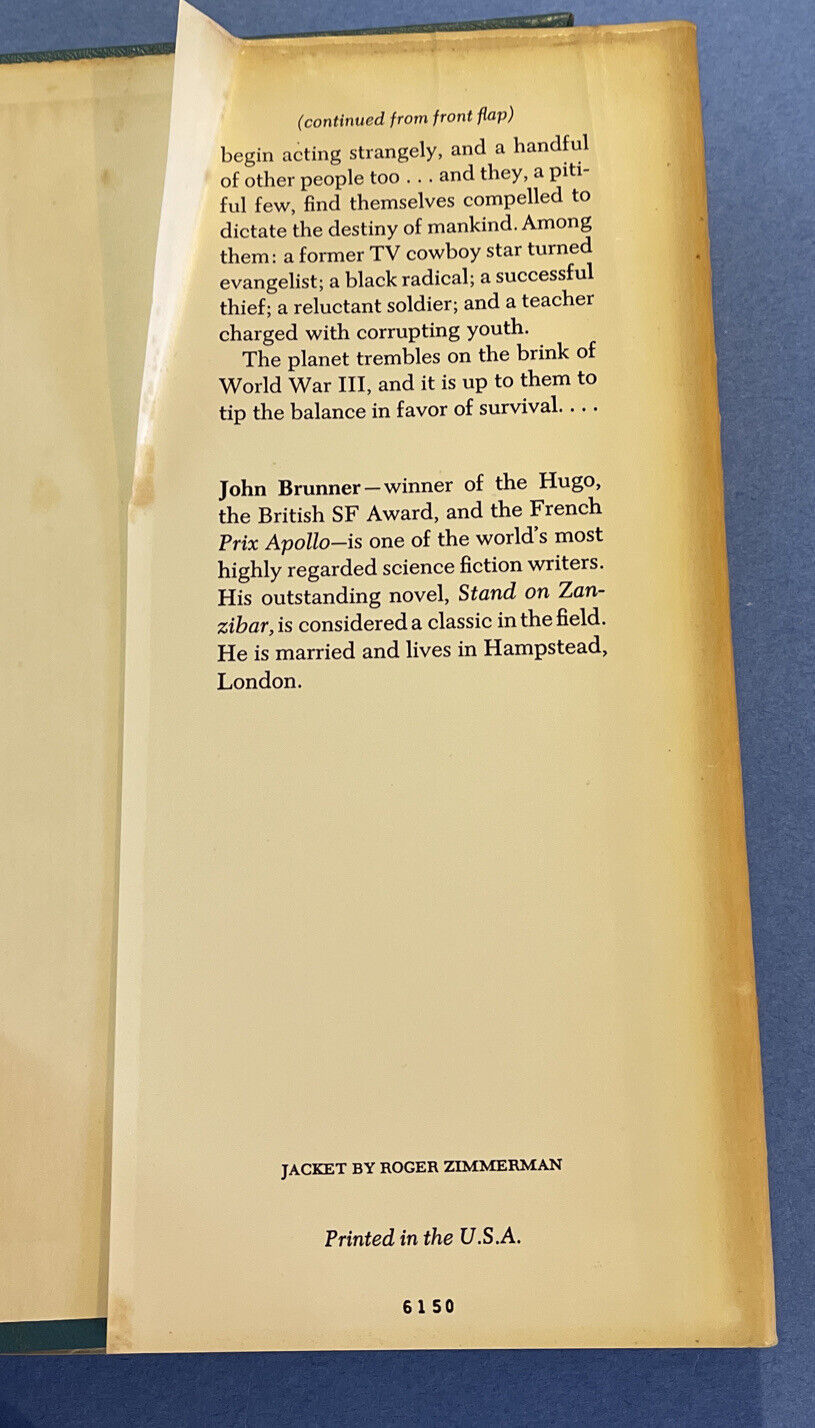 (continued from front flap)
begin acting strangely, and a handful
of other people too . . . and they, a piti-
ful few, find themselves compelled to
dictate the destiny of mankind. Among
them: a former TV cowboy star turned
evangelist; a black radical; a successful
thief; a reluctant soldier; and a teacher
charged with corrupting youth.
The planet trembles on the brink of
World War III, and it is up to them to
tip the balance in favor of survival. . . .
John Brunner—winner of the Hugo,
the British SF Award, and the French
Prix Apollo—is one of the world's most
highly regarded science fiction writers.
His outstanding novel, Stand on Zan-
zibar, is considered a classic in the field.
He is married and lives in Hampstead,
London.
JACKET BY ROGER ZIMMERMAN
Printed in the U.S.A.
6150